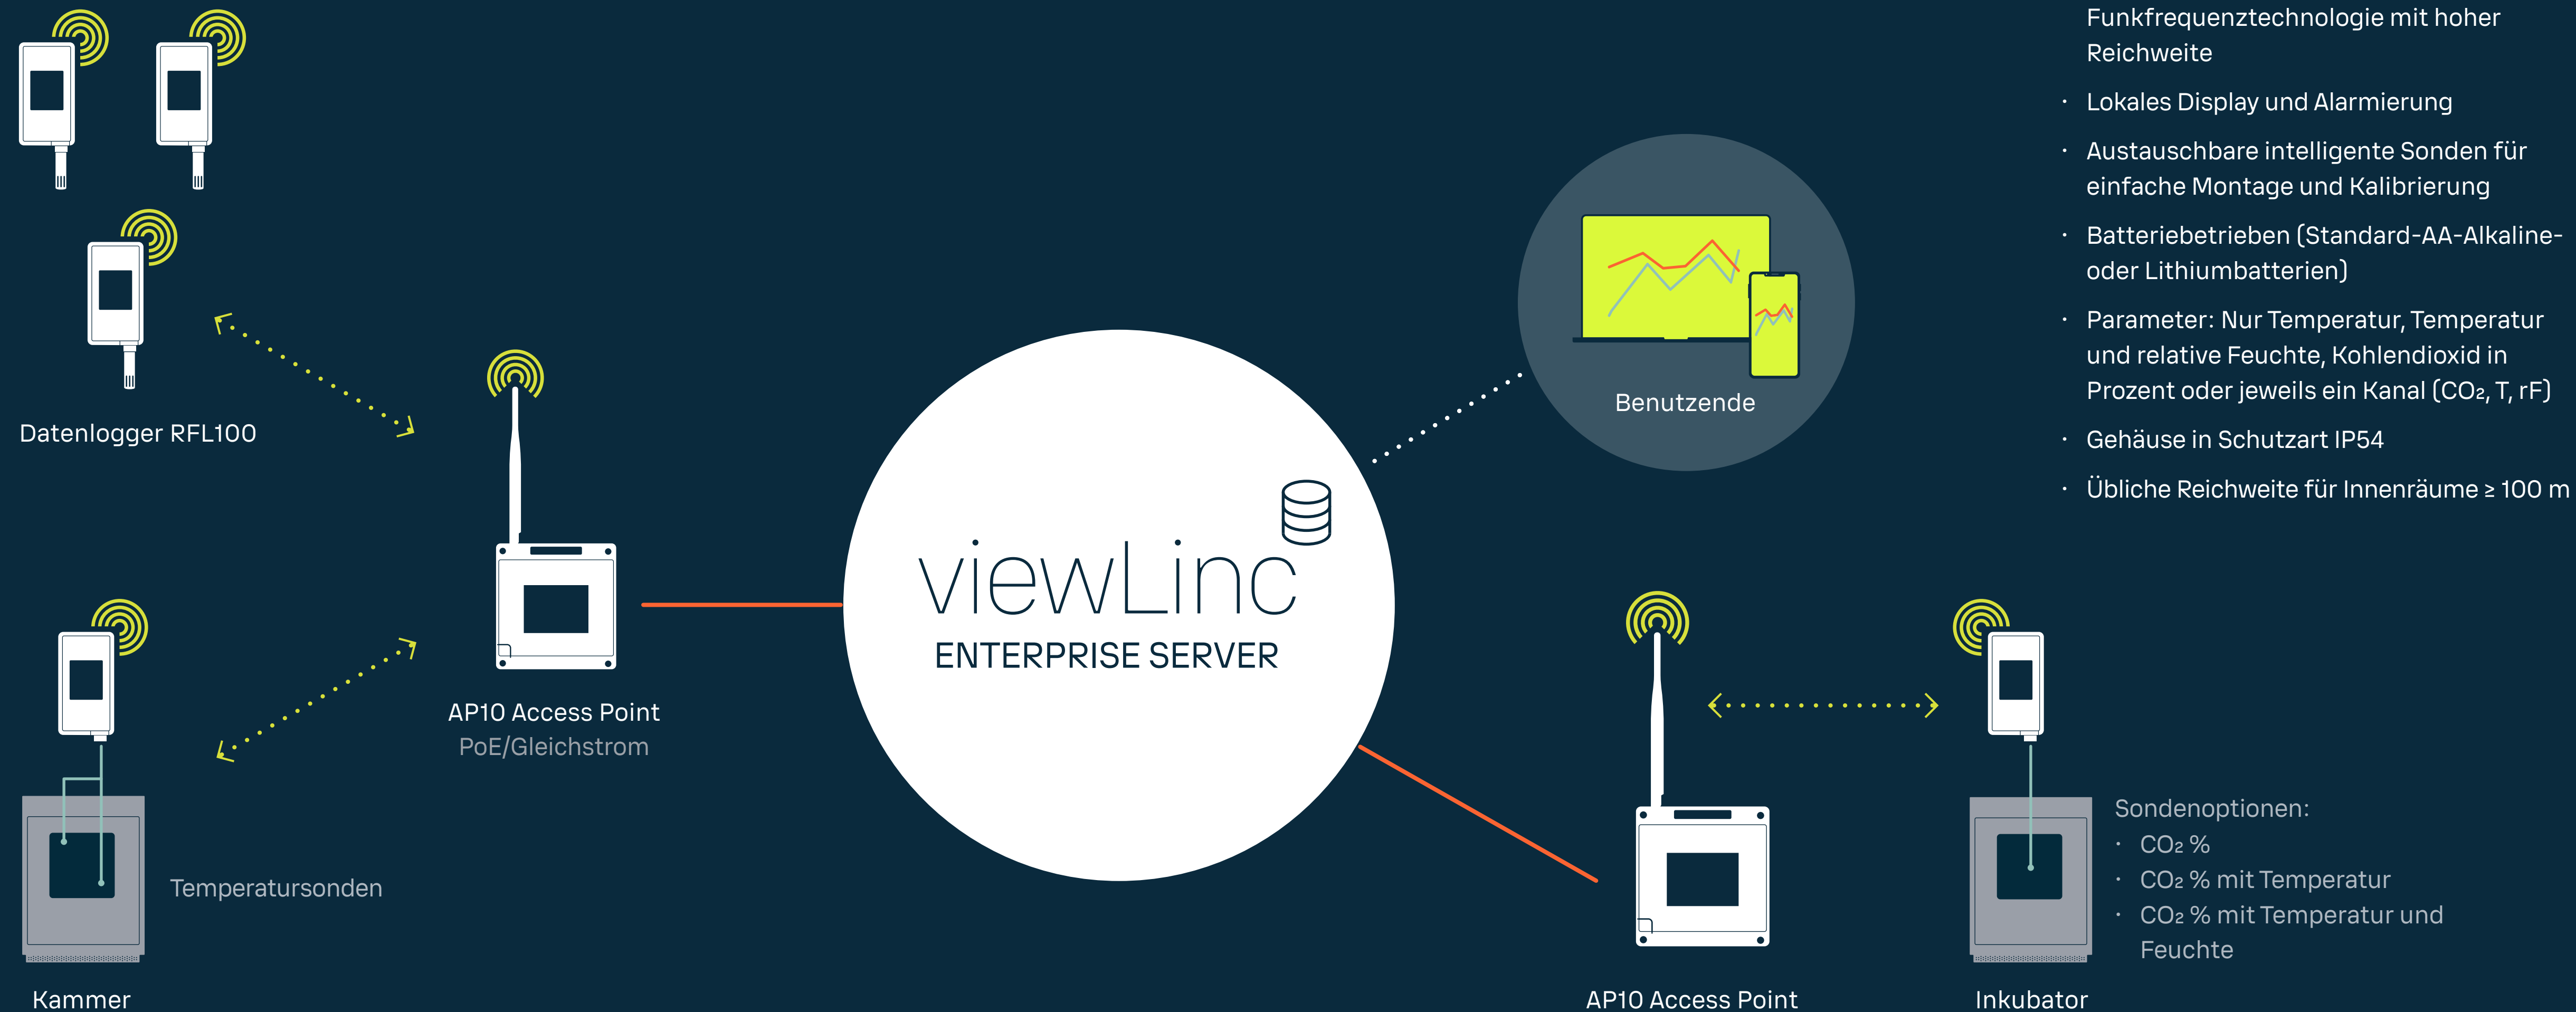 Funkfrequenztechnologie mit hoher
Reichweite
· Lokales Display und Alarmierung
· Austauschbare intelligente Sonden für
einfache Montage und Kalibrierung
· Batteriebetrieben (Standard-AA-Alkaline-
oder Lithiumbatterien)
· Parameter: Nur Temperatur, Temperatur
und relative Feuchte, Kohlendioxid in
Prozent oder jeweils ein Kanal (CO₂, T, rF)
· Gehäuse in Schutzart IP54
· Übliche Reichweite für Innenräume ≥ 100 m
Benutzende
Datenlogger RFL100
viewLinc
ENTERPRISE SERVER
AP10 Access Point
PoE/Gleichstrom
Temperatursonden
Kammer
AP10 Access Point
Sondenoptionen:
· CO₂ %
· CO₂ % mit Temperatur
· CO₂ % mit Temperatur und
Feuchte
Inkubator